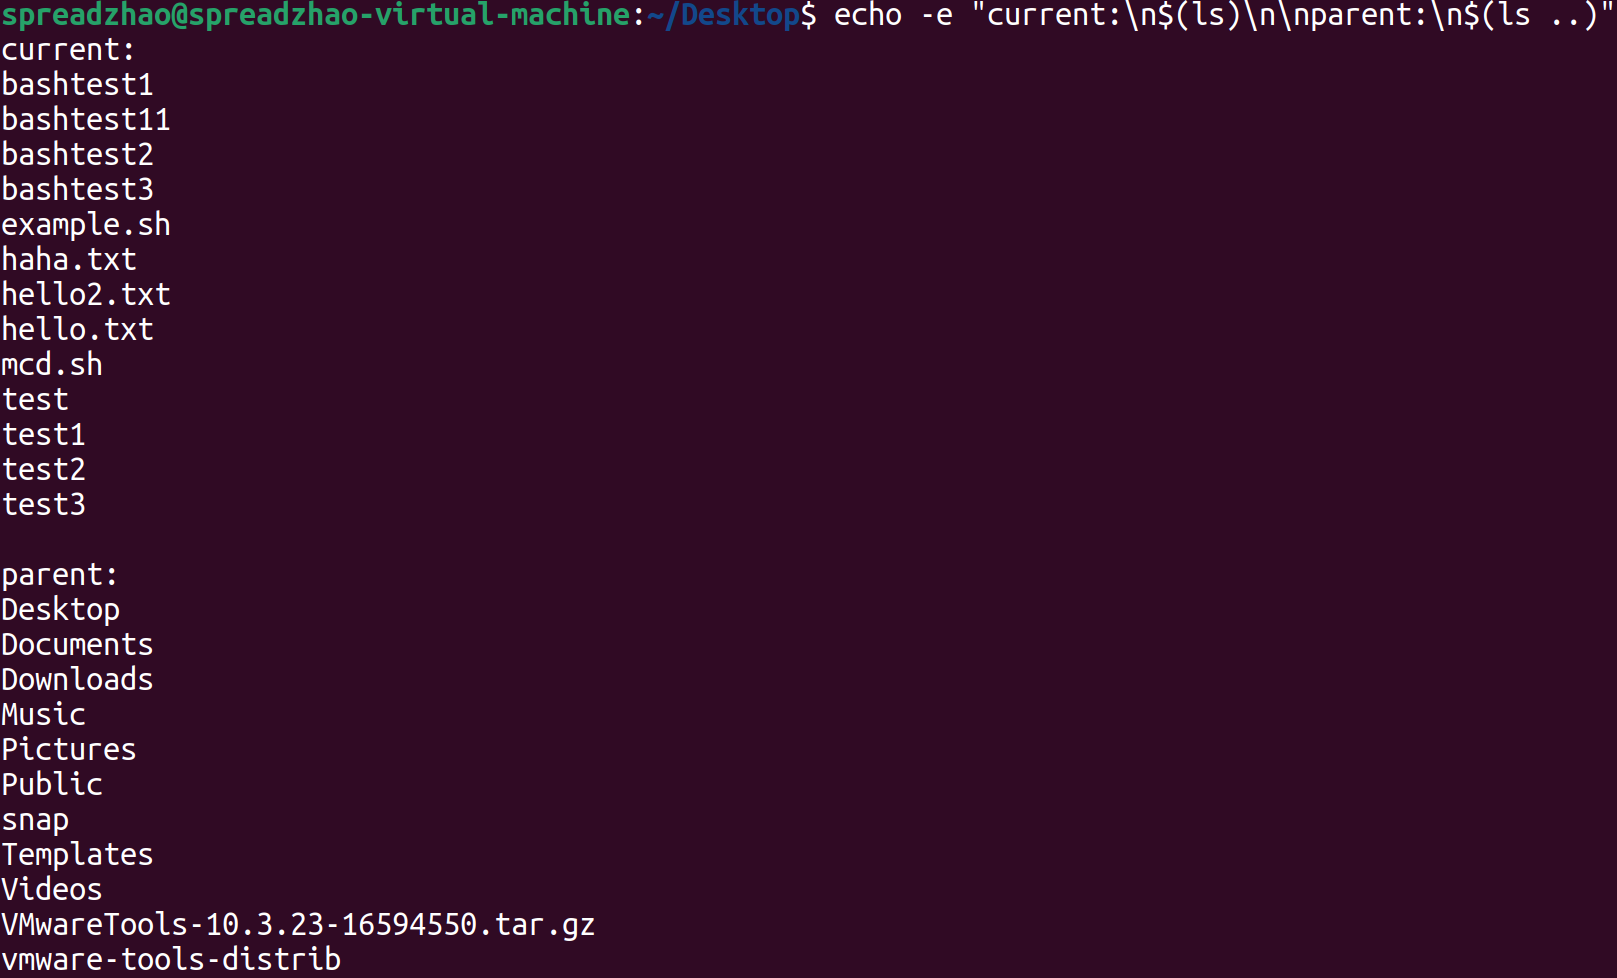 spreadzhao@spreadzhao-virtual-machine:~/Desktop$ echo -e "current:\n$(ls)\n\nparent:\n$(ls ..)"
current:
bashtest1
bashtest11
bashtest2
bashtest3
example.sh
haha.txt
hello2.txt
hello.txt
mcd.sh
test
test1
test2
test3

parent:
Desktop
Documents
Downloads
Music
Pictures
Public
snap
Templates
Videos
VMwareTools-10.3.23-16594550.tar.gz
vmware-tools-distrib